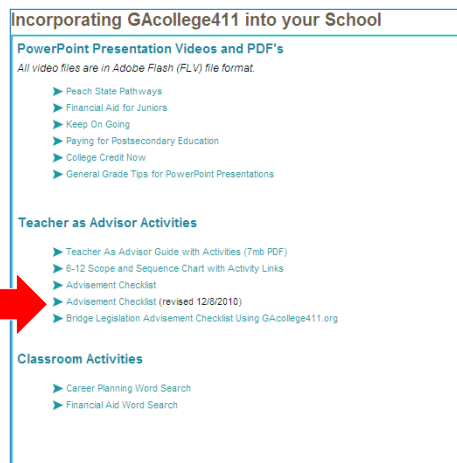 Incorporating GAcollege411 into your School
PowerPoint Presentation Videos and PDF's
All video files are in Adobe Flash (FLV) file format.
Peach State Pathways
Financial Aid for Juniors
Keep On Going
Paying for Postsecondary Education
College Credit Now
General Grade Tips for PowerPoint Presentations
Teacher as Advisor Activities
Teacher As Advisor Guide with Activities (7mb PDF)
6-12 Scope and Sequence Chart with Activity Links
Advisement Checklist
Advisement Checklist (revised 12/8/2010)
Bridge Legislation Advisement Checklist Using GAcollege411.org
Classroom Activities
Career Planning Word Search
Financial Aid Word Search